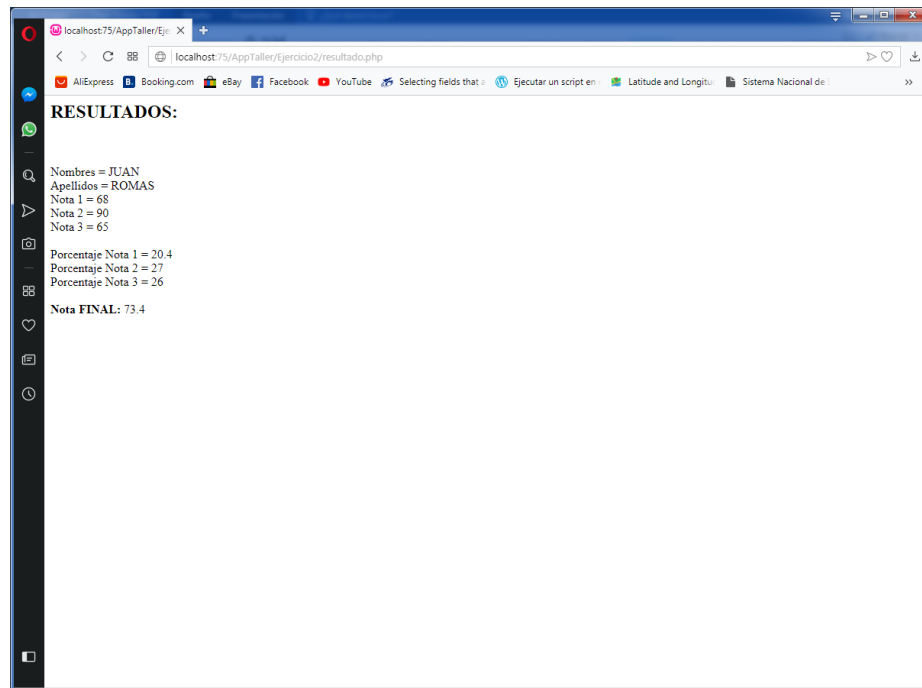 localhost:75/AppTaller/Eje
localhost:75/AppTaller/Ejercicio2/resultado.php
AliExpress B. Booking.com eBay Facebook YouTube Selecting fields that a Ejecutar un script en Latitude and Longitu Sistema Nacional de
RESULTADOS:
Nombres = JUAN
Apellidos = ROMAS
Nota 1 = 68
Nota 2 = 90
Nota 3 = 65
Porcentaje Nota 1 = 20.4
Porcentaje Nota 2 = 27
Porcentaje Nota 3 = 26
Nota FINAL: 73.4